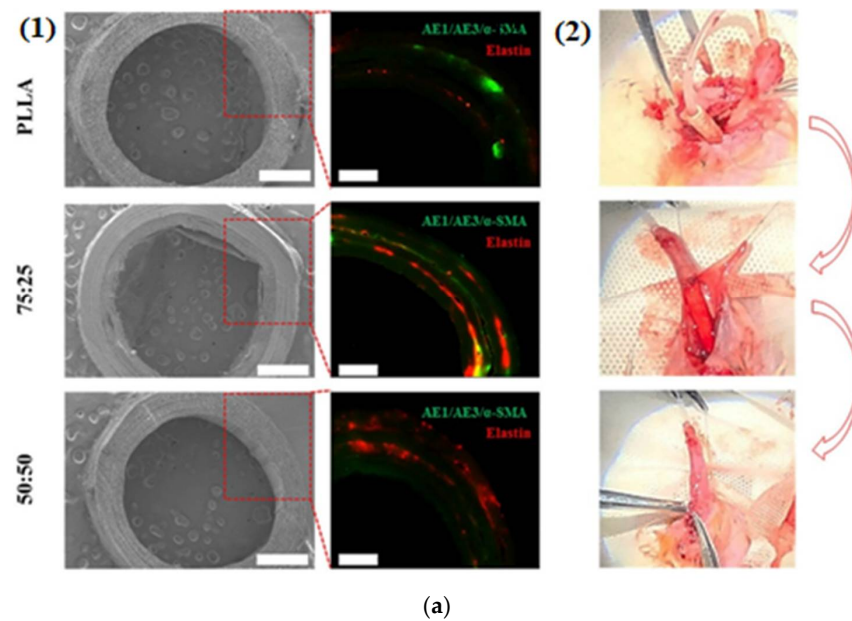 (1)
(2)
PLLA
AE1/AE3/α-
Elastin
75:25
AE1/AE3/α-SMA
Elastin
50:50
AE1/AE3/α-SMA
Elastin
(a)